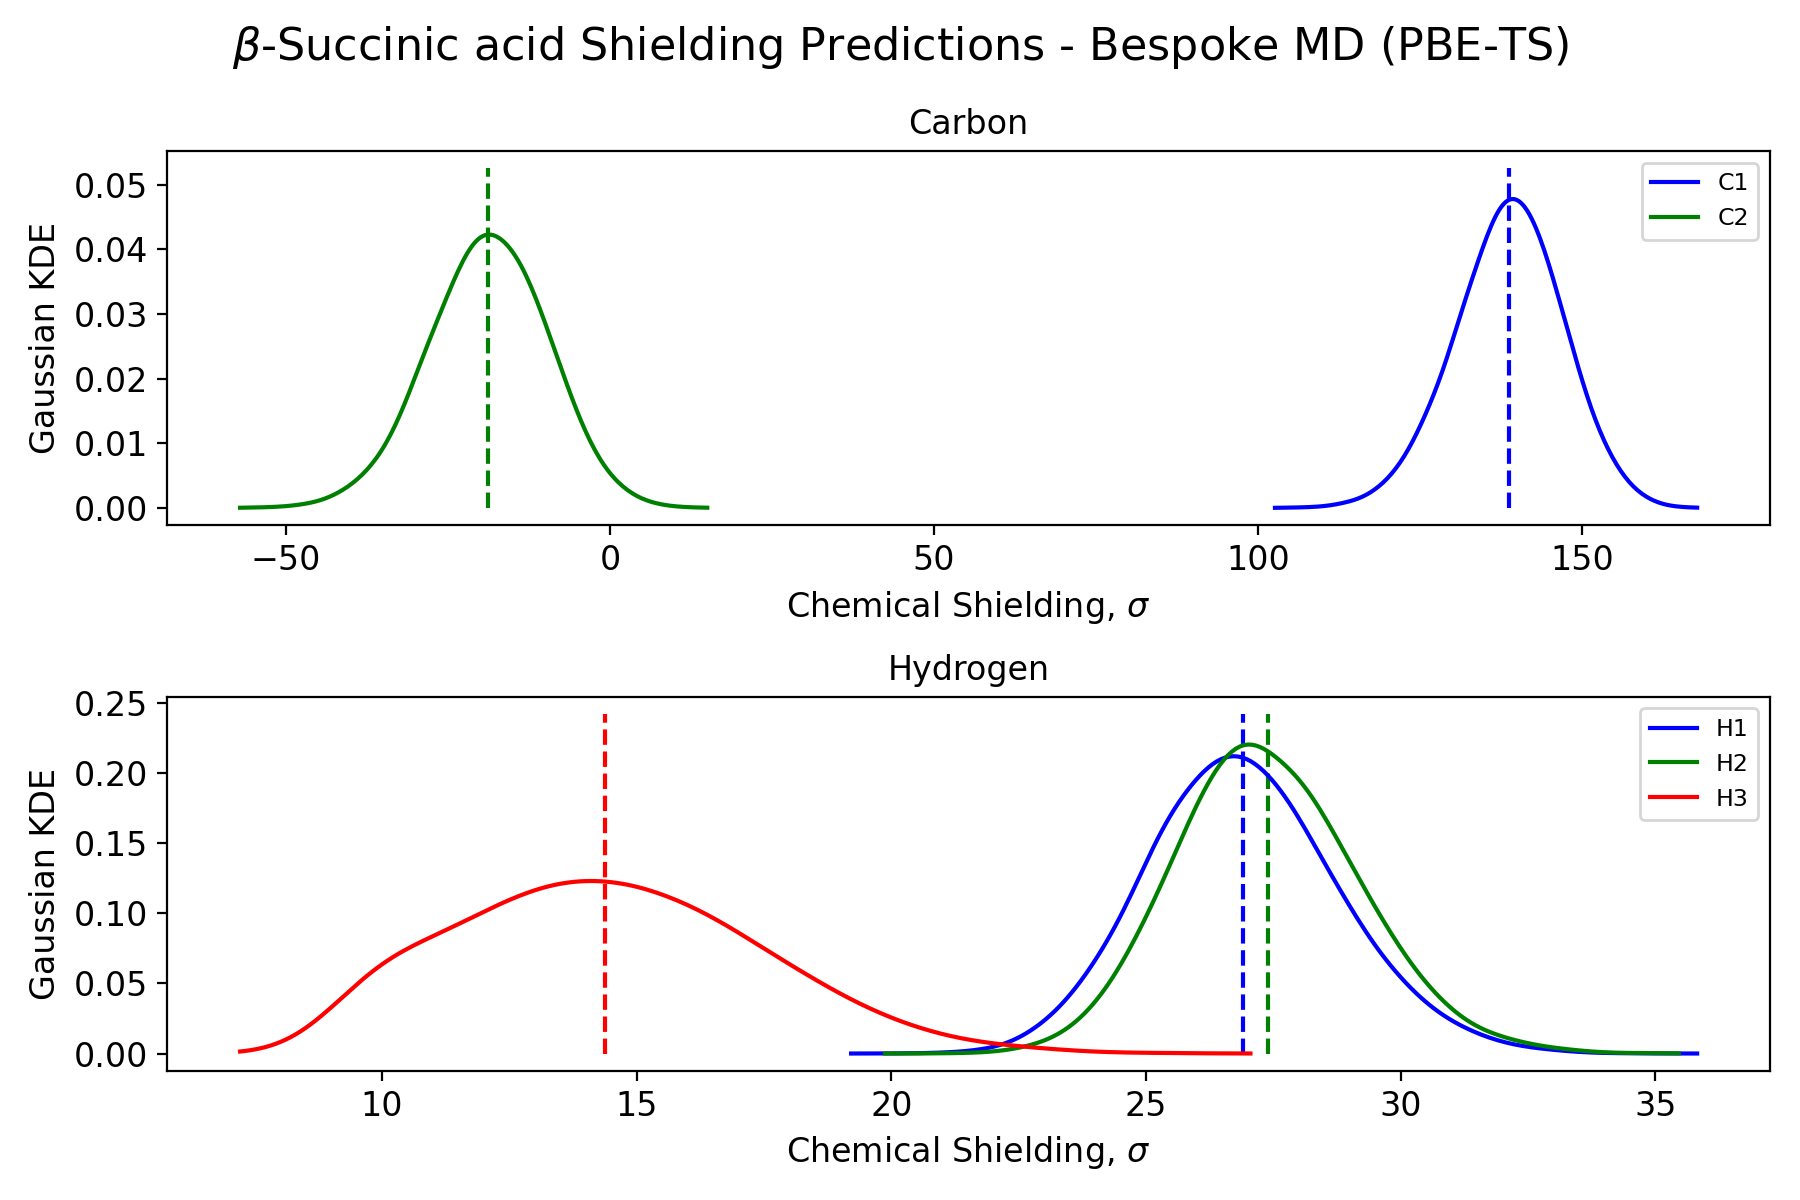 β-Succinic acid Shielding Predictions - Bespoke MD (PBE-TS)
Carbon
Gaussian KDE
0.05
0.04
0.03
0.02
0.01
0.00
C1
C2
−50
0
50
100
150
Chemical Shielding, σ
Hydrogen
Gaussian KDE
0.25
0.20
0.15
0.10
0.05
0.00
H1
H2
H3
10
15
20
25
30
35
Chemical Shielding, σ